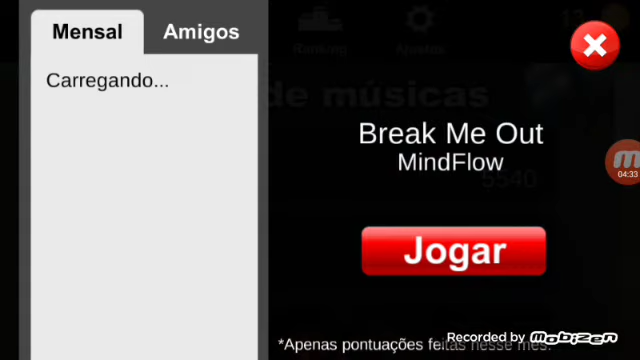 Mensal
Amigos
Carregando...
Ranking
Ajustes
de músicas
Break Me Out
MindFlow
5540
04:33
Jogar
*Apenas pontuações feitas nesse mês.
Recorded by Mobizen